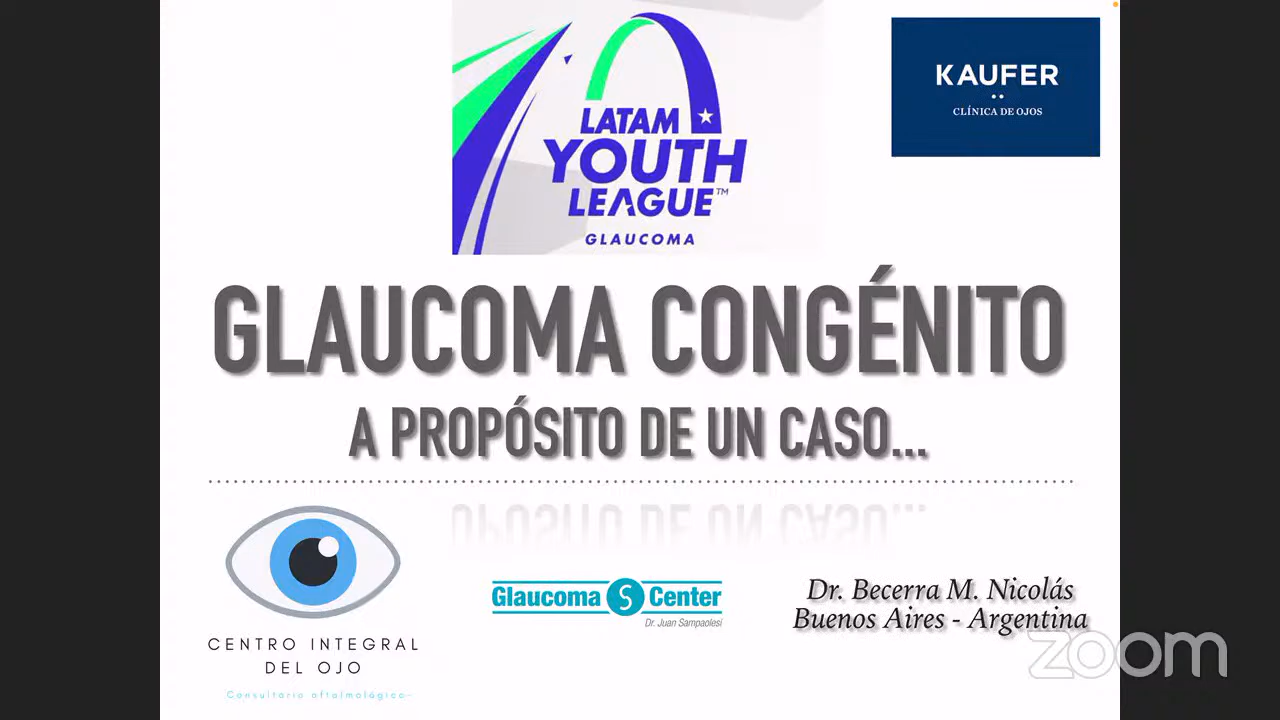 LATAM
YOUTH
LEAGUE™
GLAUCOMA
KAUFER
CLÍNICA DE OJOS
GLAUCOMA CONGÉNITO
A PROPÓSITO DE UN CASO...
CENTRO INTEGRAL
DEL OJO
Consultorio oftalmológico
Glaucoma S Center
Dr. Juan Sampaolesi
Dr. Becerra M. Nicolás
Buenos Aires - Argentina
zoom